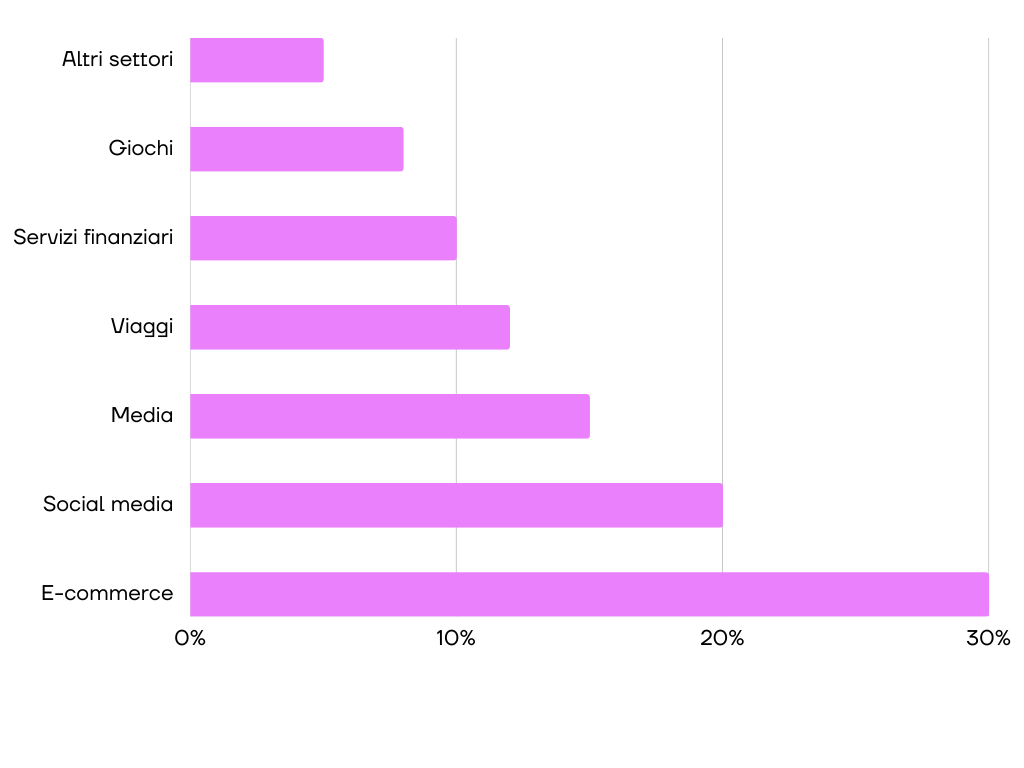 Altri settori
Giochi
Servizi finanziari
Viaggi
Media
Social media
E-commerce
0% 10% 20% 30%